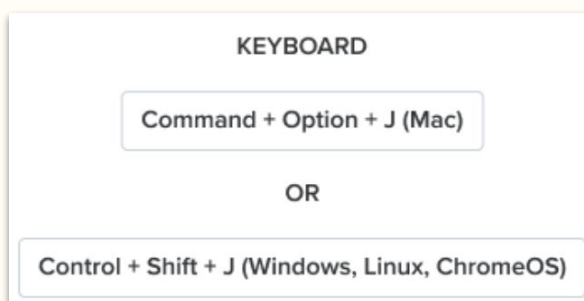 KEYBOARD
Command + Option + J (Mac)
OR
Control + Shift + J (Windows, Linux, ChromeOS)